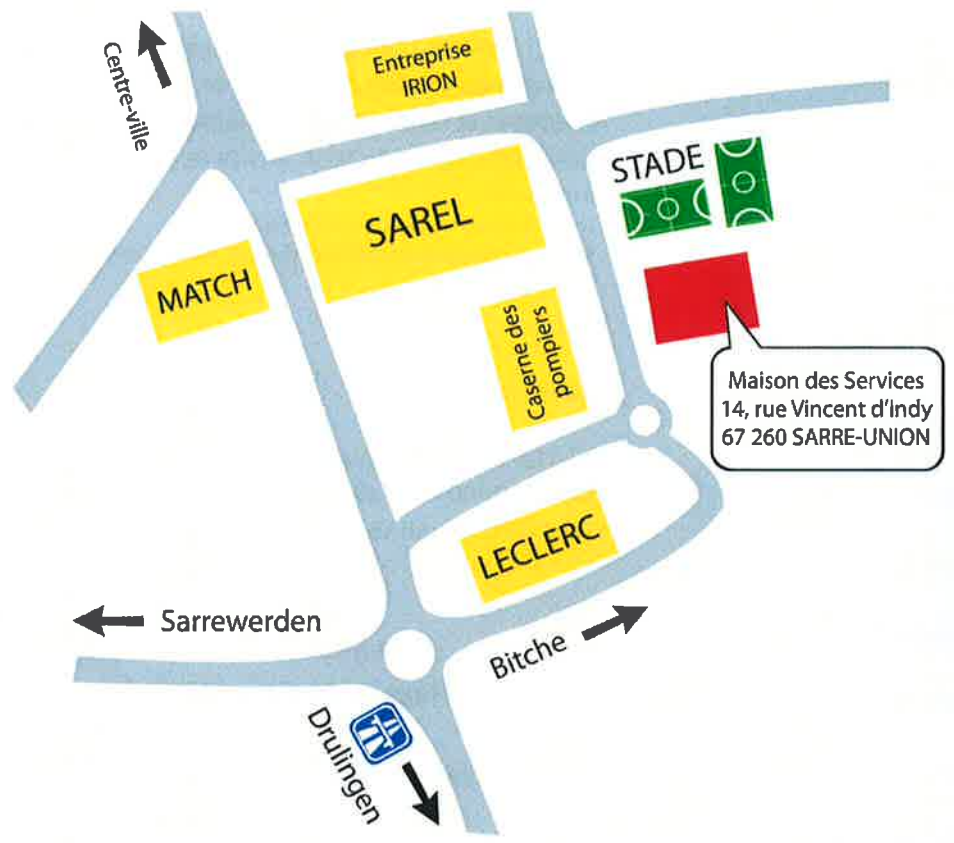 Centre-ville
Entreprise
IRION
STADE
SAREL
MATCH
Caserne des
pompiers
Maison des Services
14, rue Vincent d'Indy
67 260 SARRE-UNION
LECLERC
Sarrewerden
Bitche
Drulingen